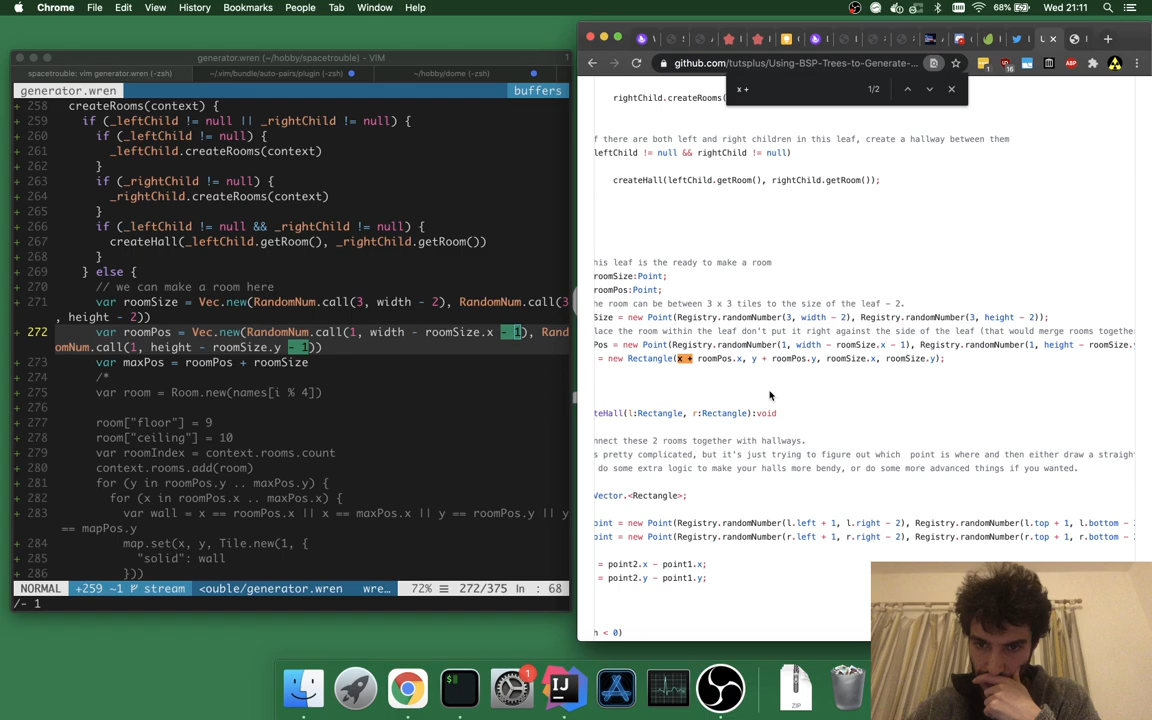 Chrome File Edit View History Bookmarks People Tab Window Help
68% Wed 21:11
generator.wren (~/hobby/spacetrouble) - VIM
spacetrouble: vim generator.wren (-zsh)
~/.vim/bundle/auto-pairs/plugin (-zsh)
~/hobby/dome (-zsh)
generator.wren buffers
+ 258 createRooms(context) {
+ 259 if (_leftChild != null || _rightChild != null) {
+ 260 if (_leftChild != null) {
+ 261 _leftChild.createRooms(context)
+ 262 }
+ 263 if (_rightChild != null) {
+ 264 _rightChild.createRooms(context)
+ 265 }
+ 266 if (_leftChild != null && _rightChild != null) {
+ 267 createHall(_leftChild.getRoom(), _rightChild.getRoom())
+ 268 }
+ 269 } else {
+ 270 // we can make a room here
+ 271 var roomSize = Vec.new(RandomNum.call(3, width - 2), RandomNum.call(3
, height - 2))
+ 272 var roomPos = Vec.new(RandomNum.call(1, width - roomSize.x - 1), Rand
omNum.call(1, height - roomSize.y - 1))
+ 273 var maxPos = roomPos + roomSize
+ 274 /*
+ 275 var room = Room.new(names[i % 4])
+ 276
+ 277 room["floor"] = 9
+ 278 room["ceiling"] = 10
+ 279 var roomIndex = context.rooms.count
+ 280 context.rooms.add(room)
+ 281 for (y in roomPos.y .. maxPos.y) {
+ 282 for (x in roomPos.x .. maxPos.x) {
+ 283 var wall = x == roomPos.x || x == maxPos.x || y == roomPos.y || y
== mapPos.y
+ 284 map.set(x, y, Tile.new(1, {
+ 285 "solid": wall
+ 286 }))
NORMAL +259 ~1 stream <ouble/generator.wren wre… 72% 272/375 : 68
/- 1
github.com/tutsplus/Using-BSP-Trees-to-Generate-...
x + 1/2
rightChild.createRooms(
f there are both left and right children in this leaf, create a hallway between them
leftChild != null && rightChild != null)
createHall(leftChild.getRoom(), rightChild.getRoom());
his leaf is the ready to make a room
roomSize:Point;
roomPos:Point;
he room can be between 3 x 3 tiles to the size of the leaf - 2.
Size = new Point(Registry.randomNumber(3, width - 2), Registry.randomNumber(3, height - 2));
lace the room within the leaf don't put it right against the side of the leaf (that would merge rooms together
Pos = new Point(Registry.randomNumber(1, width - roomSize.x - 1), Registry.randomNumber(1, height - roomSize.y
= new Rectangle(x + roomPos.x, y + roomPos.y, roomSize.x, roomSize.y);
teHall(l:Rectangle, r:Rectangle):void
nnect these 2 rooms together with hallways.
s pretty complicated, but it's just trying to figure out which point is where and then either draw a straight
do some extra logic to make your halls more bendy, or do some more advanced things if you wanted.
Vector.<Rectangle>;
oint = new Point(Registry.randomNumber(l.left + 1, l.right - 2), Registry.randomNumber(l.top + 1, l.bottom - 2
oint = new Point(Registry.randomNumber(r.left + 1, r.right - 2), Registry.randomNumber(r.top + 1, r.bottom - 2
= point2.x - point1.x;
= point2.y - point1.y;
h < 0)